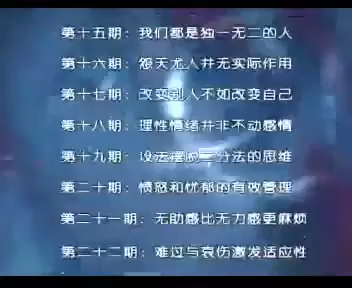 第十五期：我们都是独一无二的人
第十六期：怨天尤人并无实际作用
第十七期：改变别人不如改变自己
第十八期：理性情绪并非不动感情
第十九期：没法摆脱二分法的思维
第二十期：愤怒和忧郁的有效管理
第二十一期：无助感比无力感更麻烦
第二十二期：难过与哀伤激发适应性